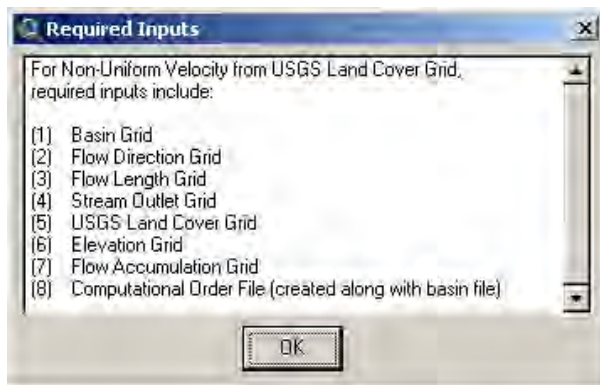 Required Inputs
For Non-Uniform Velocity from USGS Land Cover Grid,
required inputs include:
(1) Basin Grid
(2) Flow Direction Grid
(3) Flow Length Grid
(4) Stream Outlet Grid
(5) USGS Land Cover Grid
(6) Elevation Grid
(7) Flow Accumulation Grid
(8) Computational Order File (created along with basin file)
OK